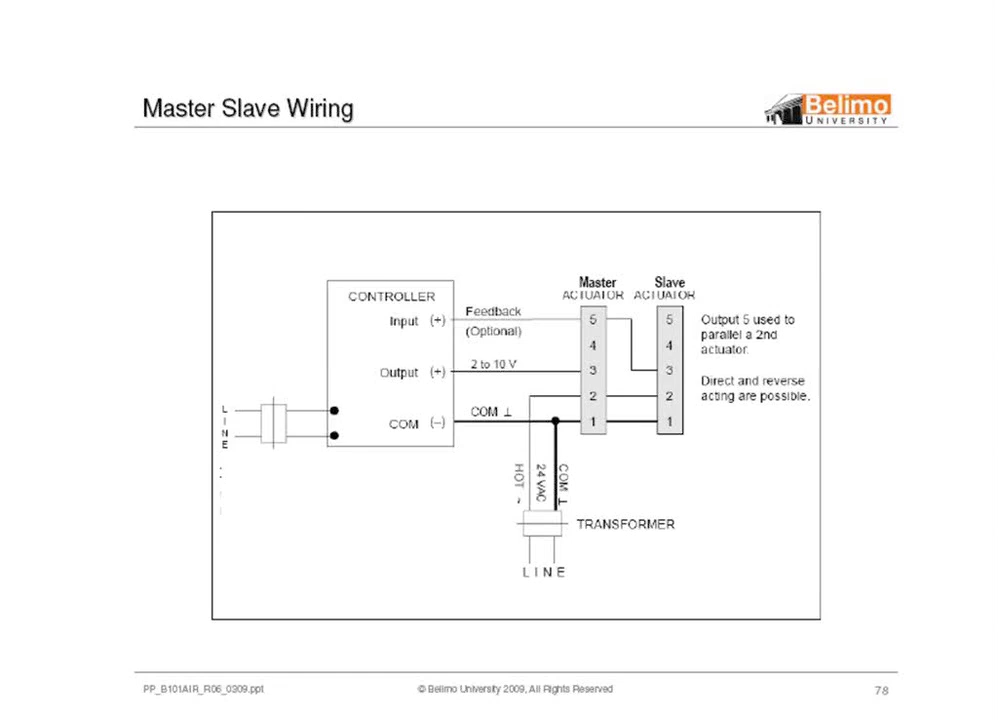 Master Slave Wiring
Belimo
UNIVERSITY
Master Slave
ACTUATOR ACTUATOR
CONTROLLER
Input (+)
Feedback
(Optional)
5 5
4 4
Output (+)
2 to 10 V
3 3
2 2
COM (–)
COM ⊥
1 1
Output 5 used to
parallel a 2nd
actuator.
Direct and reverse
acting are possible.
L I N E
HOT ~
24 VAC
COM ⊥
TRANSFORMER
L I N E
PP_B101AIR_R06_0309.ppt
© Belimo University 2009, All Rights Reserved
78